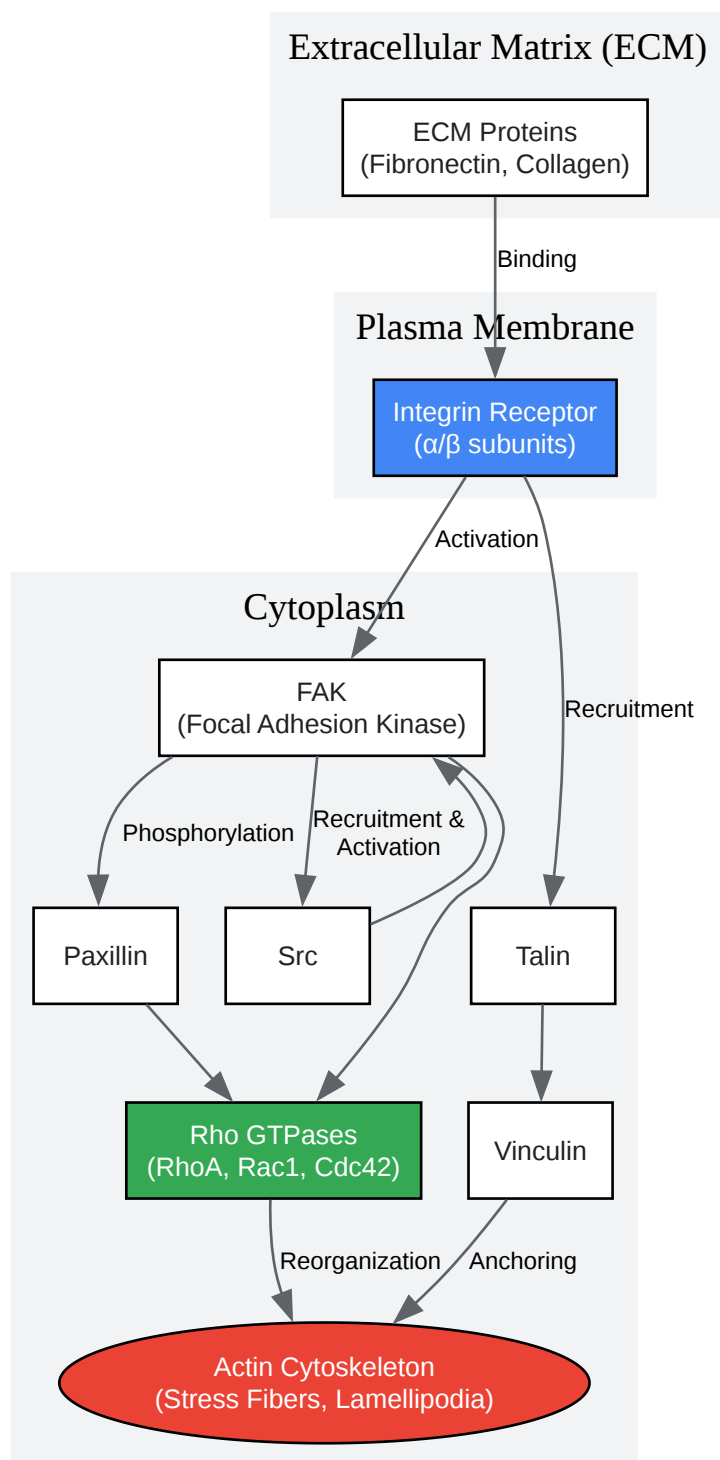 Extracellular Matrix (ECM)
ECM Proteins
(Fibronectin, Collagen)
Binding
Plasma Membrane
Integrin Receptor
(α/β subunits)
Activation
Cytoplasm
FAK
(Focal Adhesion Kinase)
Recruitment
Phosphorylation
Recruitment &
Activation
Paxillin
Src
Talin
Rho GTPases
(RhoA, Rac1, Cdc42)
Vinculin
Reorganization
Anchoring
Actin Cytoskeleton
(Stress Fibers, Lamellipodia)